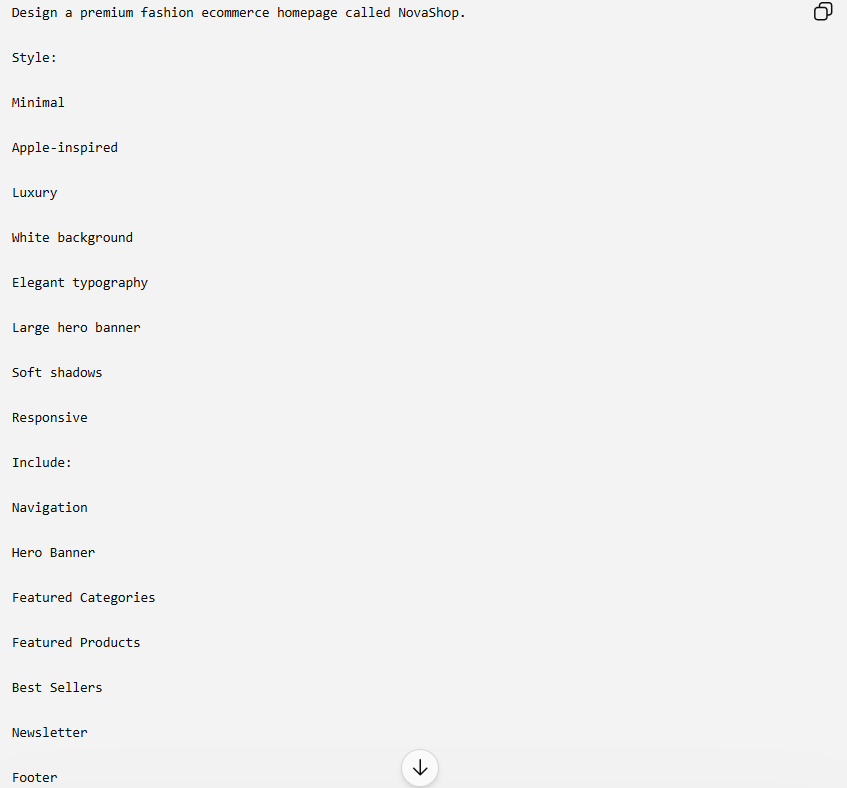 Design a premium fashion ecommerce homepage called NovaShop.
Style:
Minimal
Apple-inspired
Luxury
White background
Elegant typography
Large hero banner
Soft shadows
Responsive
Include:
Navigation
Hero Banner
Featured Categories
Featured Products
Best Sellers
Newsletter
Footer